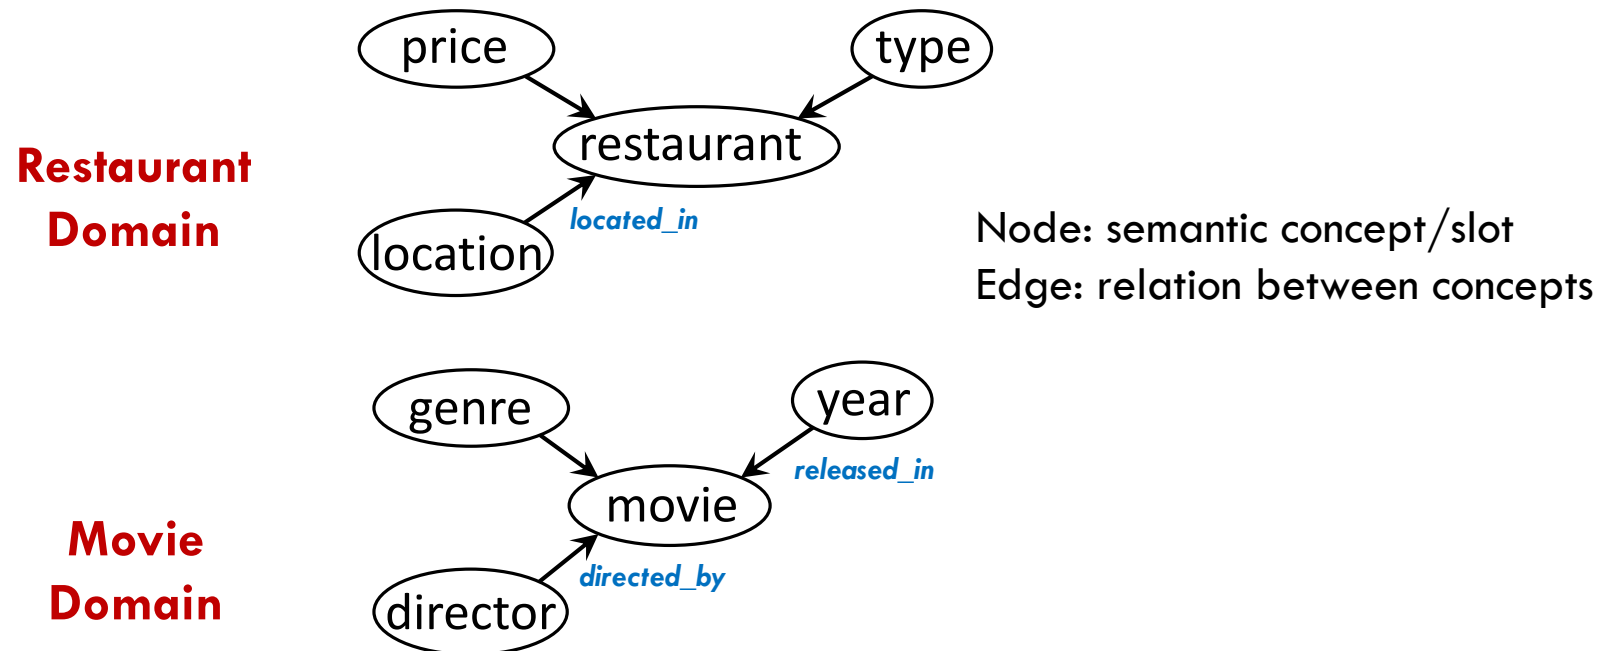 price
type
restaurant
Restaurant
Domain
located_in
location
Node: semantic concept/slot
Edge: relation between concepts
genre
year
released_in
movie
Movie
Domain
directed_by
director